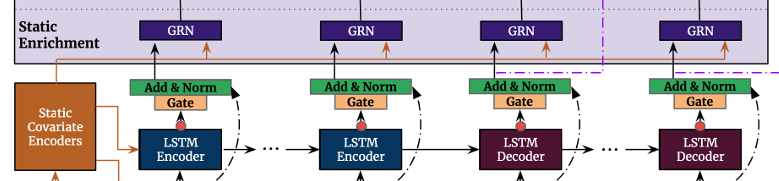 Static
Enrichment
GRN
GRN
GRN
GRN
Add & Norm
Add & Norm
Add & Norm
Add & Norm
Gate
Gate
Gate
Gate
Static
Covariate
Encoders
LSTM
Encoder
...
LSTM
Encoder
LSTM
Decoder
...
LSTM
Decoder